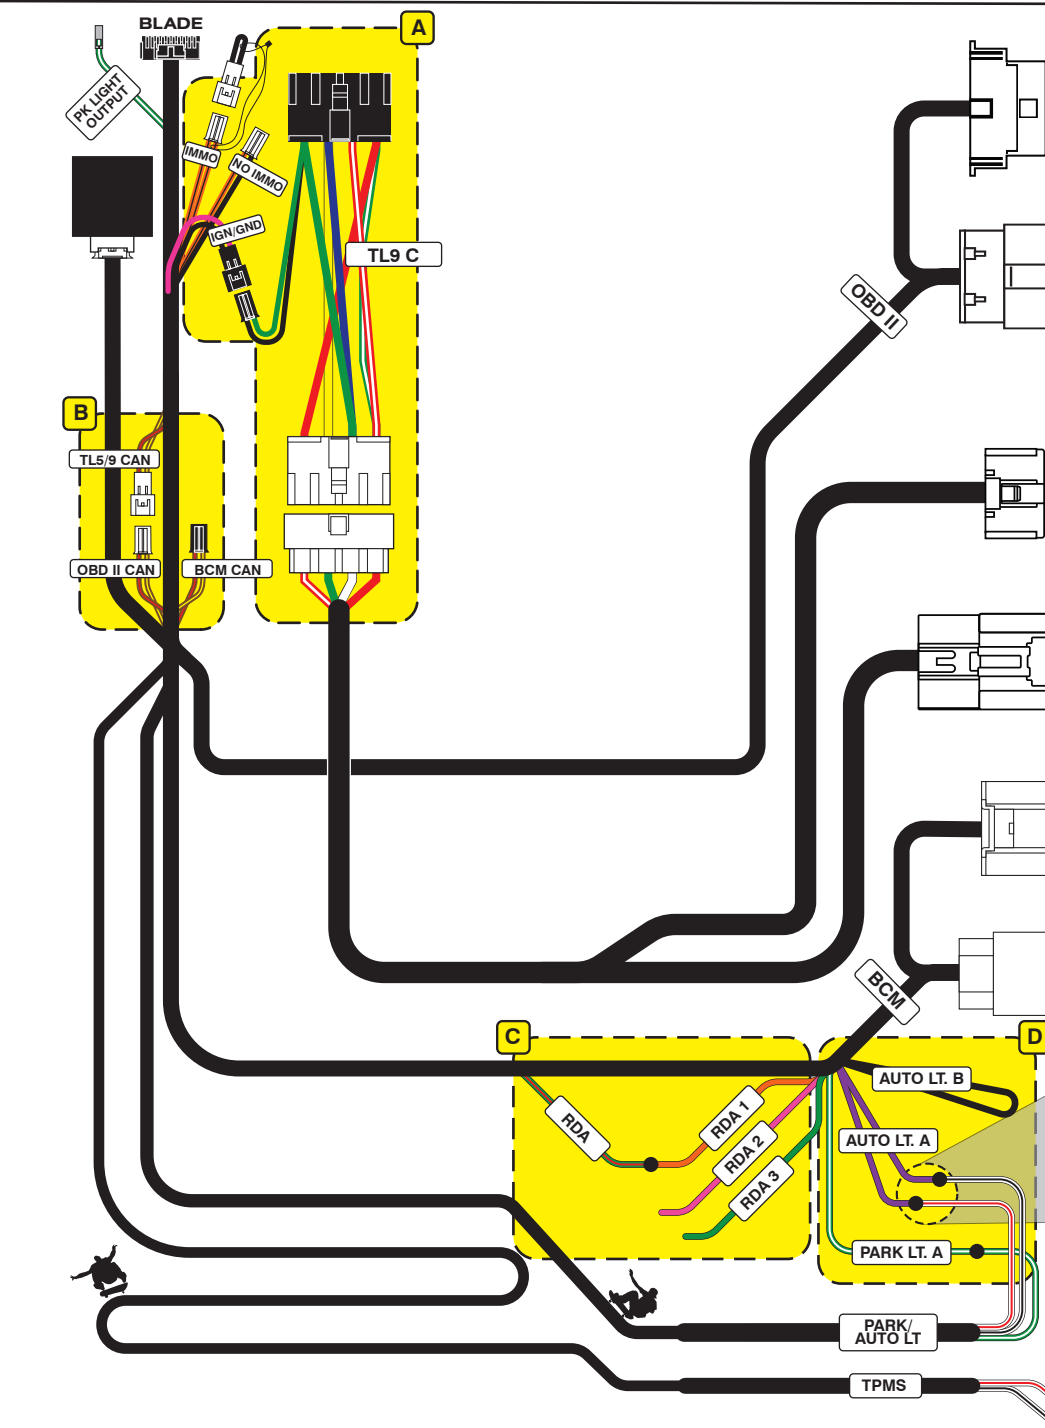 BLADE
A
PK LIGHT
OUTPUT
IMMO
NO IMMO
IGN/GND
TL9 C
OBD II
B
TL5/9 CAN
OBD II CAN
BCM CAN
BCM
C
D
AUTO LT. B
RDA
RDA 1
RDA 2
RDA 3
AUTO LT. A
PARK LT. A
PARK/
AUTO LT
TPMS